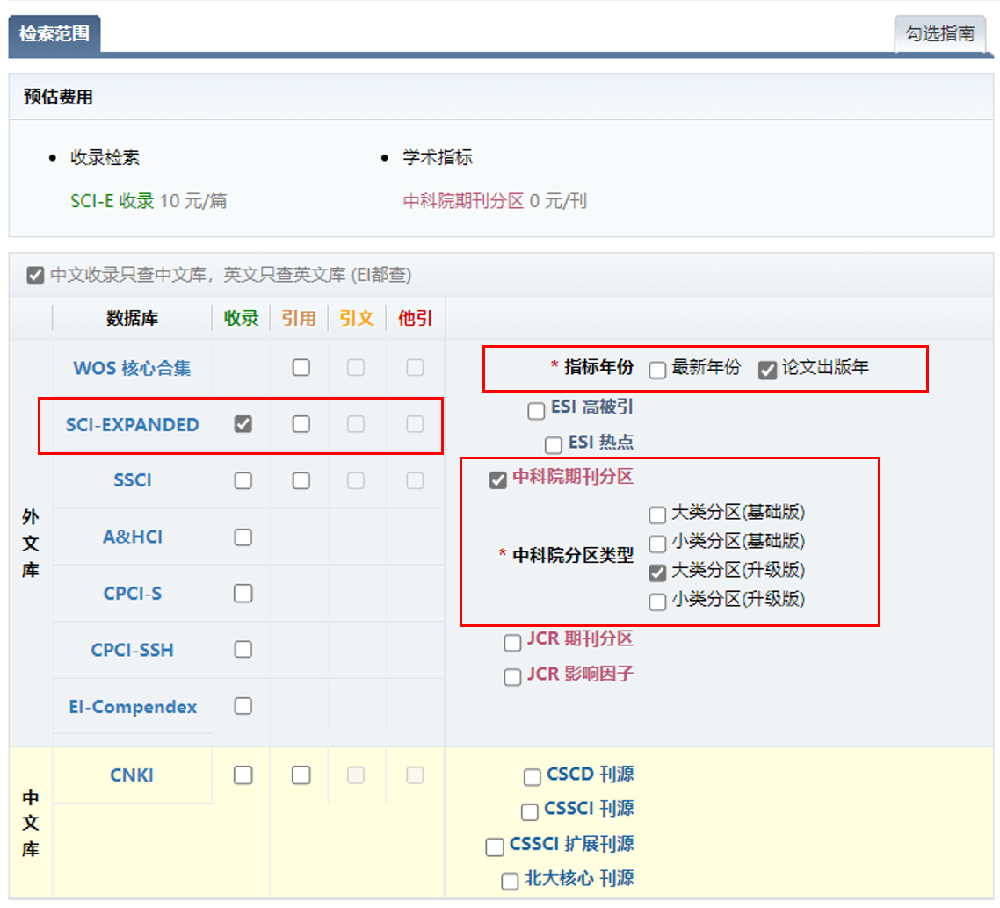 检索范围
勾选指南
预估费用
• 收录检索
SCI-E 收录 10 元/篇
• 学术指标
中科院期刊分区 0 元/刊
中文收录只查中文库，英文只查英文库 (EI都查)
数据库 收录 引用 引文 他引
外文库
WOS 核心合集
SCI-EXPANDED
SSCI
A&HCI
CPCI-S
CPCI-SSH
EI-Compendex
* 指标年份 最新年份 论文出版年
ESI 高被引
ESI 热点
中科院期刊分区
* 中科院分区类型
大类分区(基础版)
小类分区(基础版)
大类分区(升级版)
小类分区(升级版)
JCR 期刊分区
JCR 影响因子
中文库
CNKI
CSCD 刊源
CSSCI 刊源
CSSCI 扩展刊源
北大核心 刊源